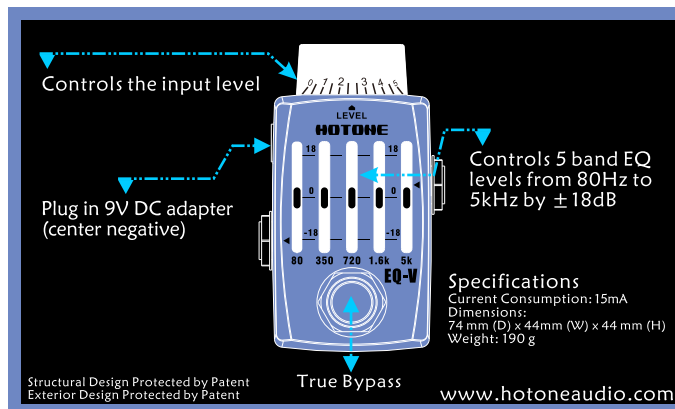 Controls the input level
0 1 2 3 4 5
LEVEL
HOTONE
18 18
0 0
-18 -18
80 350 720 1.6k 5k
EQ-V
Plug in 9V DC adapter
(center negative)
Controls 5 band EQ
levels from 80Hz to
5kHz by ±18dB
Specifications
Current Consumption: 15mA
Dimensions:
74 mm (D) x 44mm (W) x 44 mm (H)
Weight: 190 g
True Bypass
Structural Design Protected by Patent
Exterior Design Protected by Patent
www.hotoneaudio.com